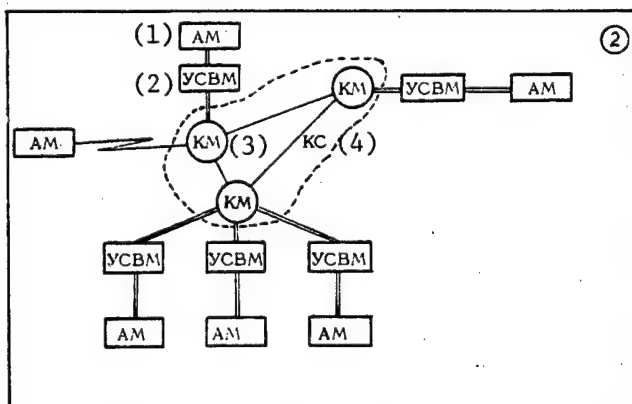 (1) АМ ②
(2) УСВМ
КМ УСВМ АМ
АМ КМ (3) КС (4)
КМ
УСВМ УСВМ УСВМ
АМ АМ АМ